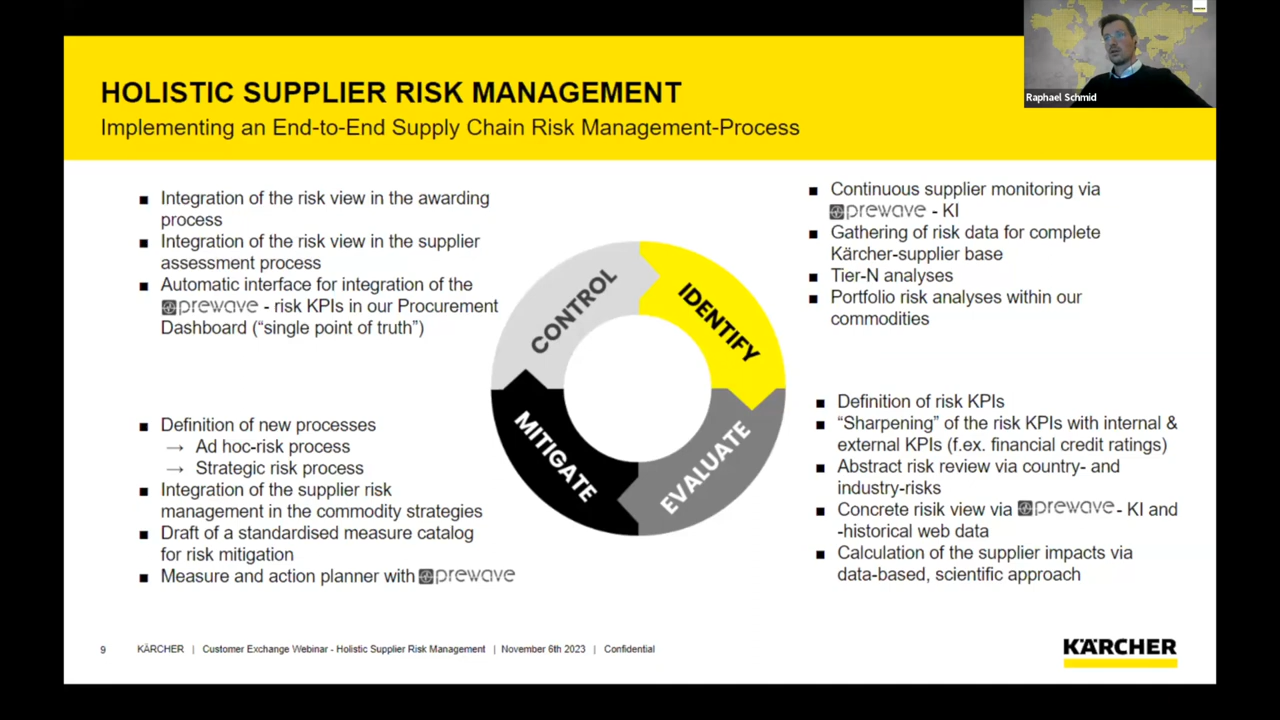 HOLISTIC SUPPLIER RISK MANAGEMENT
Implementing an End-to-End Supply Chain Risk Management-Process
Raphael Schmid
■ Integration of the risk view in the awarding
process
■ Integration of the risk view in the supplier
assessment process
■ Automatic interface for integration of the
prewave - risk KPIs in our Procurement
Dashboard (“single point of truth”)
■ Continuous supplier monitoring via
prewave - KI
■ Gathering of risk data for complete
Kärcher-supplier base
■ Tier-N analyses
■ Portfolio risk analyses within our
commodities
CONTROL
IDENTIFY
MITIGATE
EVALUATE
■ Definition of new processes
→ Ad hoc-risk process
→ Strategic risk process
■ Integration of the supplier risk
management in the commodity strategies
■ Draft of a standardised measure catalog
for risk mitigation
■ Measure and action planner with prewave
■ Definition of risk KPIs
■ “Sharpening” of the risk KPIs with internal &
external KPIs (f.ex. financial credit ratings)
■ Abstract risk review via country- and
industry-risks
■ Concrete risik view via prewave - KI and
-historical web data
■ Calculation of the supplier impacts via
data-based, scientific approach
9 KÄRCHER | Customer Exchange Webinar - Holistic Supplier Risk Management | November 6th 2023 | Confidential
KÄRCHER